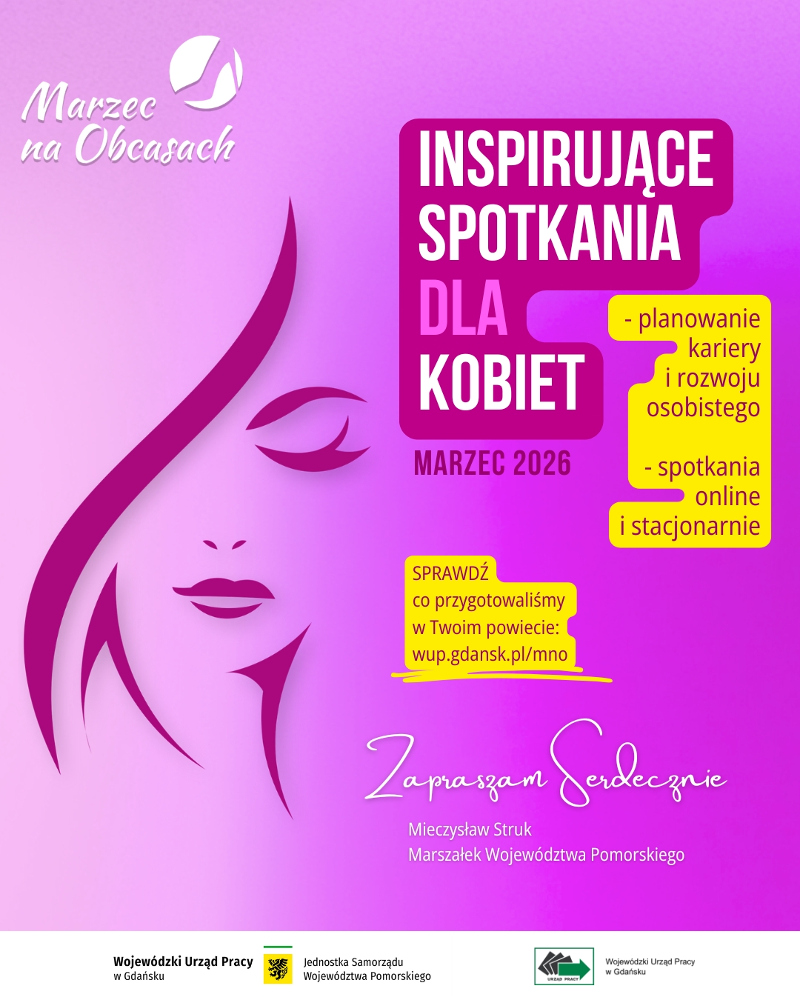 Marzec
na Obcasach
INSPIRUJĄCE
SPOTKANIA
DLA
KOBIET
MARZEC 2026
- planowanie
kariery
i rozwoju
osobistego
- spotkania
online
i stacjonarnie
SPRAWDŹ
co przygotowaliśmy
w Twoim powiecie:
wup.gdansk.pl/mno
Zapraszam Serdecznie
Mieczysław Struk
Marszałek Województwa Pomorskiego
Wojewódzki Urząd Pracy
w Gdańsku
Jednostka Samorządu
Województwa Pomorskiego
URZĄD PRACY
Wojewódzki Urząd Pracy
w Gdańsku